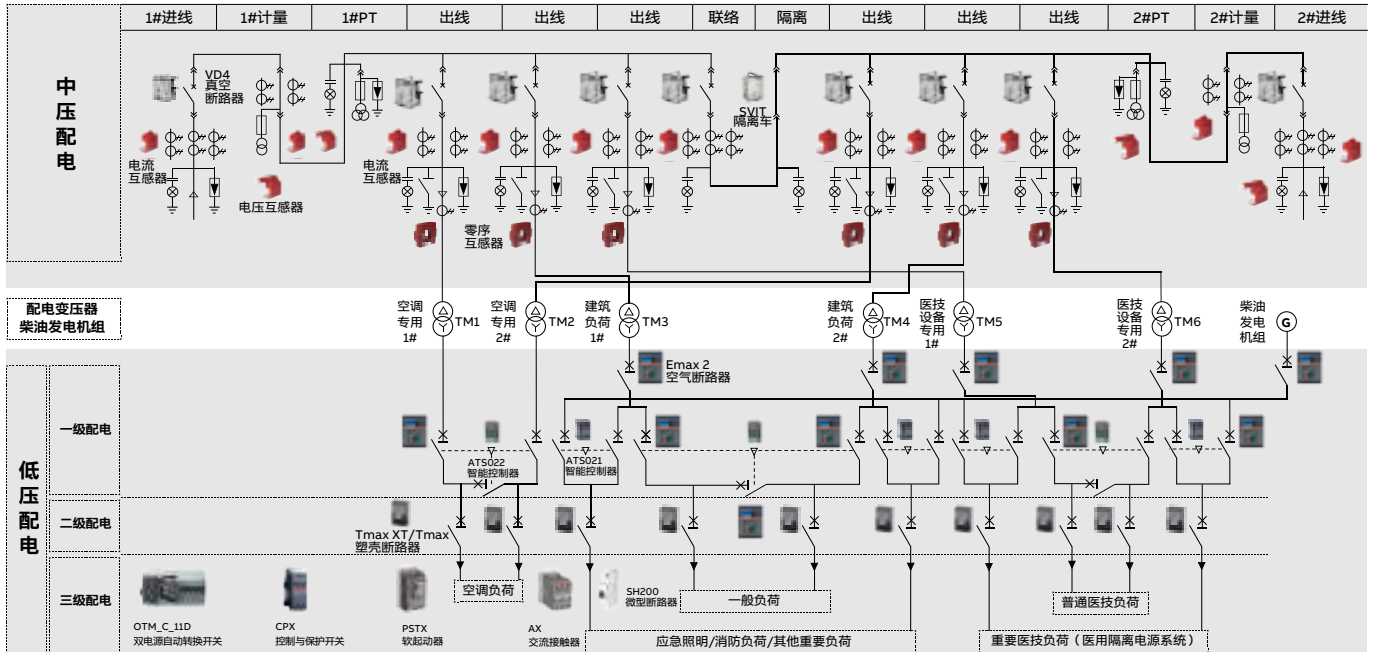 1#进线
1#计量
1#PT
出线
出线
出线
联络
隔离
出线
出线
出线
2#PT
2#计量
2#进线
中
压
配
电
VD4
真空
断路器
SVIT
隔离车
电流
互感器
电压互感器
电流
互感器
零序
互感器
配电变压器
柴油发电机组
空调
专用
1#
TM1
空调
专用
2#
TM2
建筑
负荷
1#
TM3
建筑
负荷
2#
TM4
医技
设备
专用
1#
TM5
医技
设备
专用
2#
TM6
柴油
发电
机组
G
Emax 2
空气断路器
低
压
配
电
一级配电
ATS022
智能控制器
ATS021
智能控制器
二级配电
Tmax XT/Tmax
塑壳断路器
三级配电
OTM_C_11D
双电源自动转换开关
CPX
控制与保护开关
PSTX
软起动器
空调负荷
AX
交流接触器
SH200
微型断路器
一般负荷
应急照明/消防负荷/其他重要负荷
普通医技负荷
重要医技负荷（医用隔离电源系统）